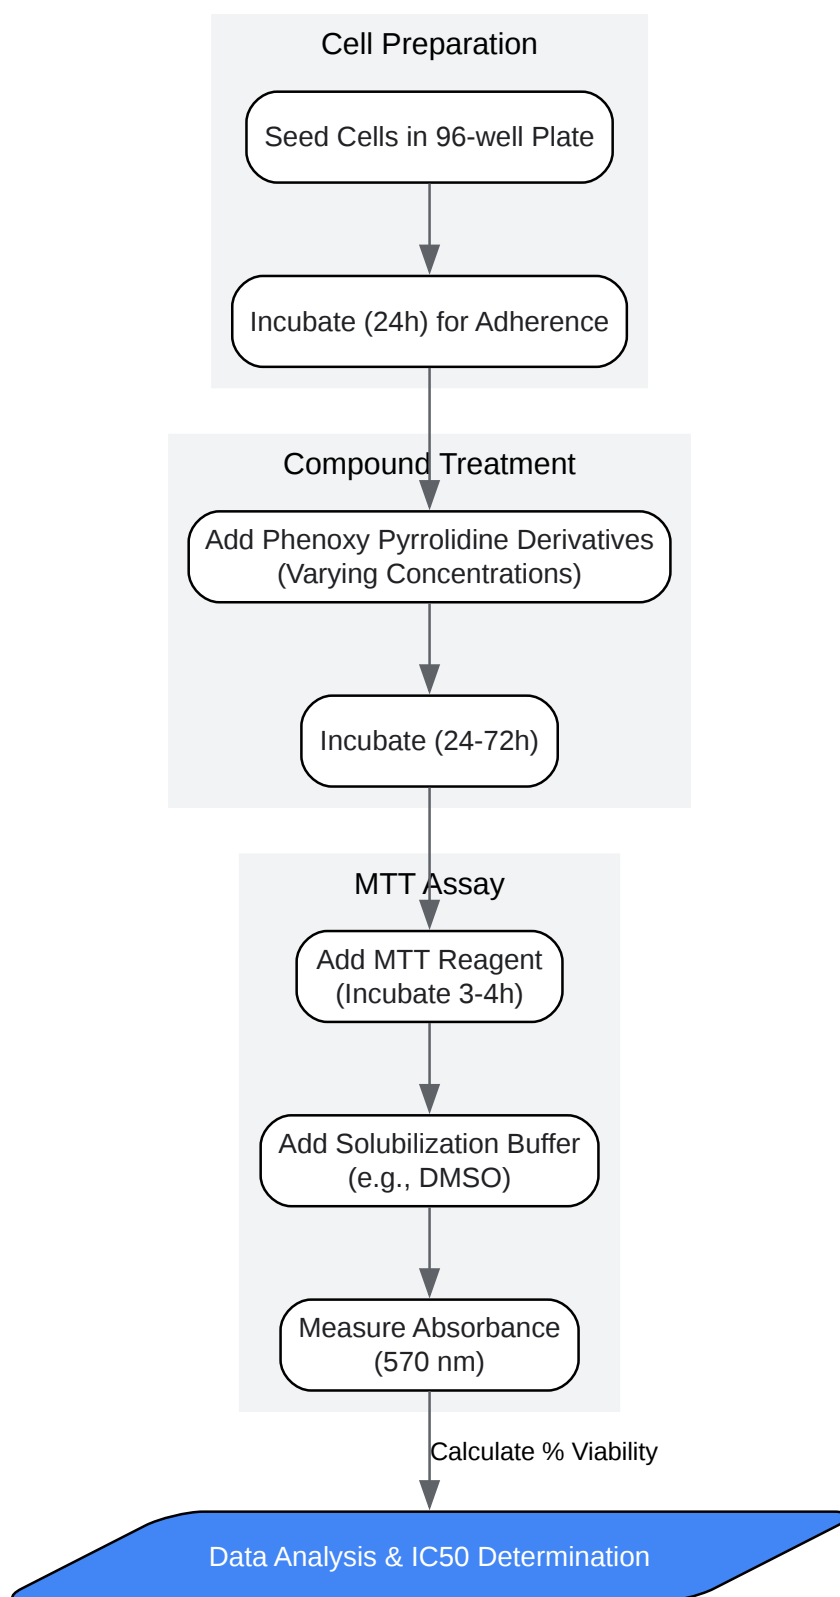 Cell Preparation
Seed Cells in 96-well Plate
Incubate (24h) for Adherence
Compound Treatment
Add Phenoxy Pyrrolidine Derivatives
(Varying Concentrations)
Incubate (24-72h)
MTT Assay
Add MTT Reagent
(Incubate 3-4h)
Add Solubilization Buffer
(e.g., DMSO)
Measure Absorbance
(570 nm)
Calculate % Viability
Data Analysis & IC50 Determination